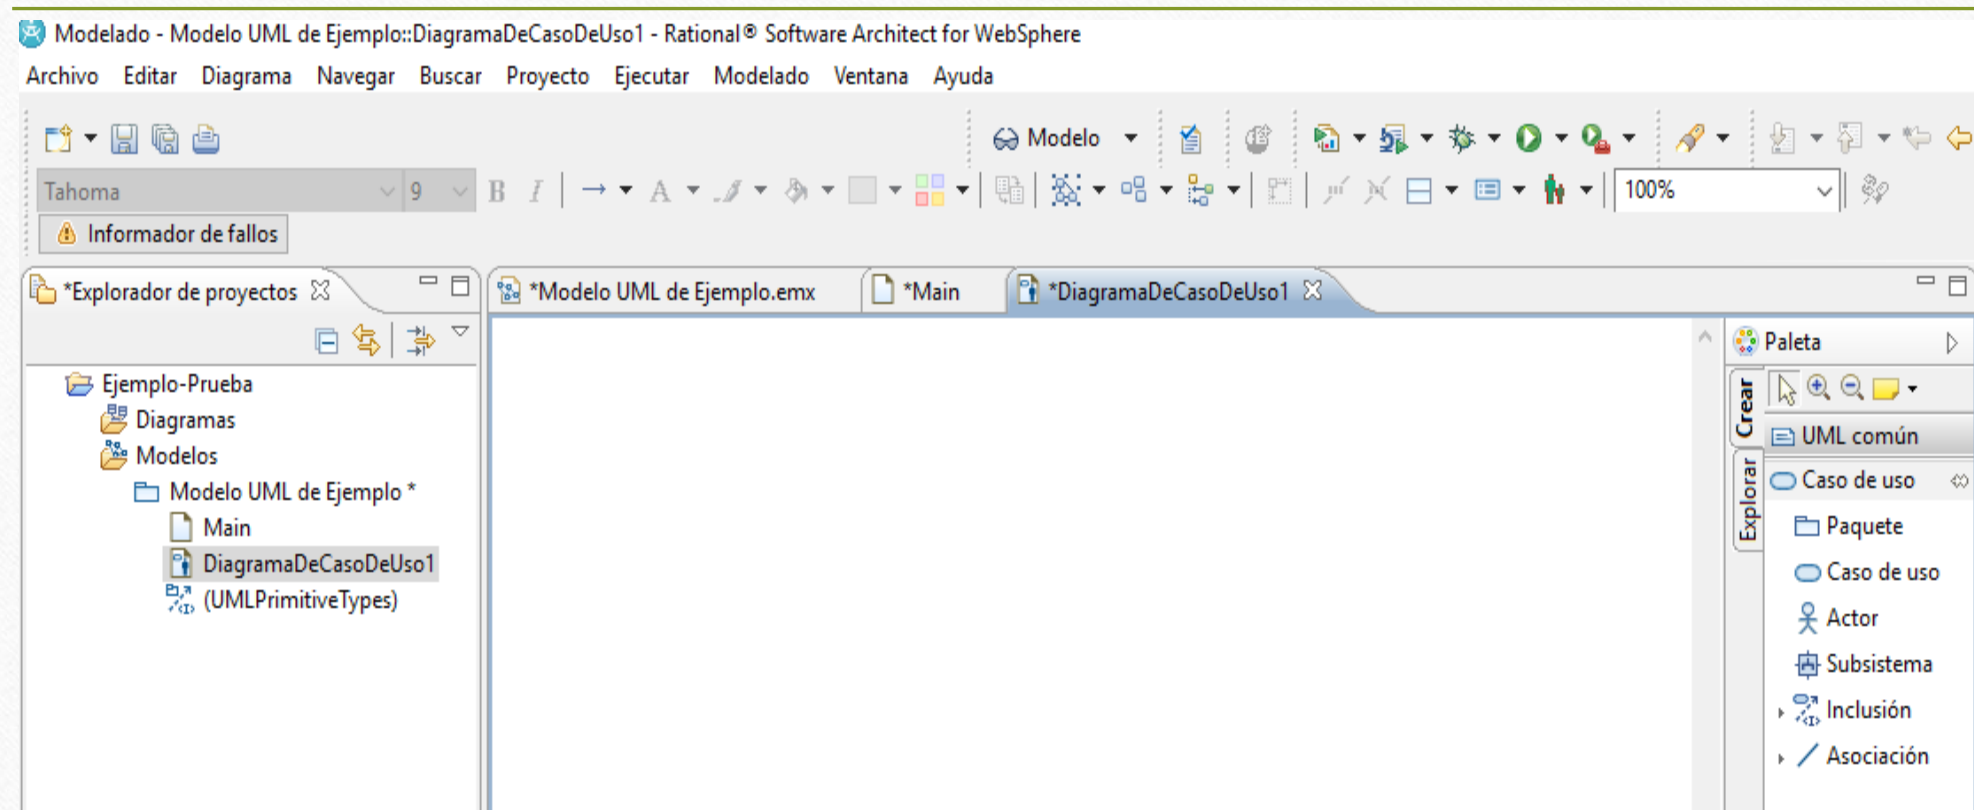 Modelado - Modelo UML de Ejemplo::DiagramaDeCasoDeUso1 - Rational® Software Architect for WebSphere
Archivo Editar Diagrama Navegar Buscar Proyecto Ejecutar Modelado Ventana Ayuda
Modelo
Tahoma 9 B I A 100%
Informador de fallos
*Explorador de proyectos
*Modelo UML de Ejemplo.emx *Main *DiagramaDeCasoDeUso1
Ejemplo-Prueba
Diagramas
Modelos
Modelo UML de Ejemplo *
Main
DiagramaDeCasoDeUso1
(UMLPrimitiveTypes)
Paleta
Crear
Explorar
UML común
Caso de uso
Paquete
Caso de uso
Actor
Subsistema
Inclusión
Asociación